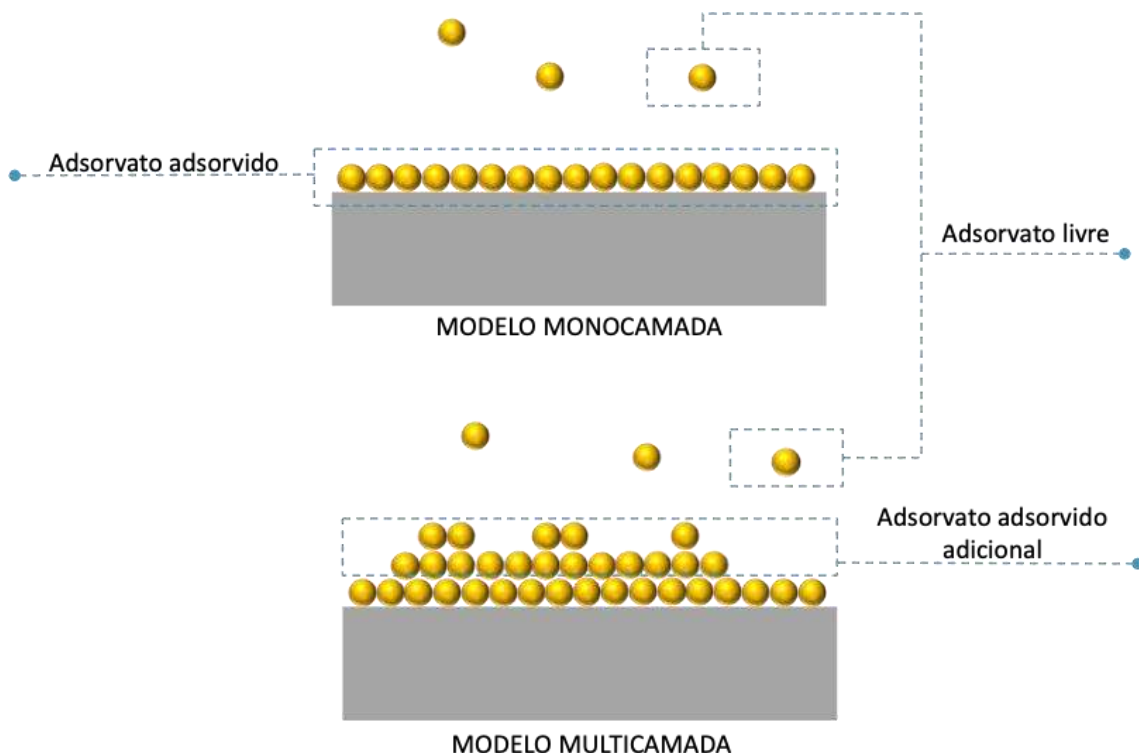 Adsorvato adsorvido
Adsorvato livre
MODELO MONOCAMADA
Adsorvato adsorvido
adicional
MODELO MULTICAMADA